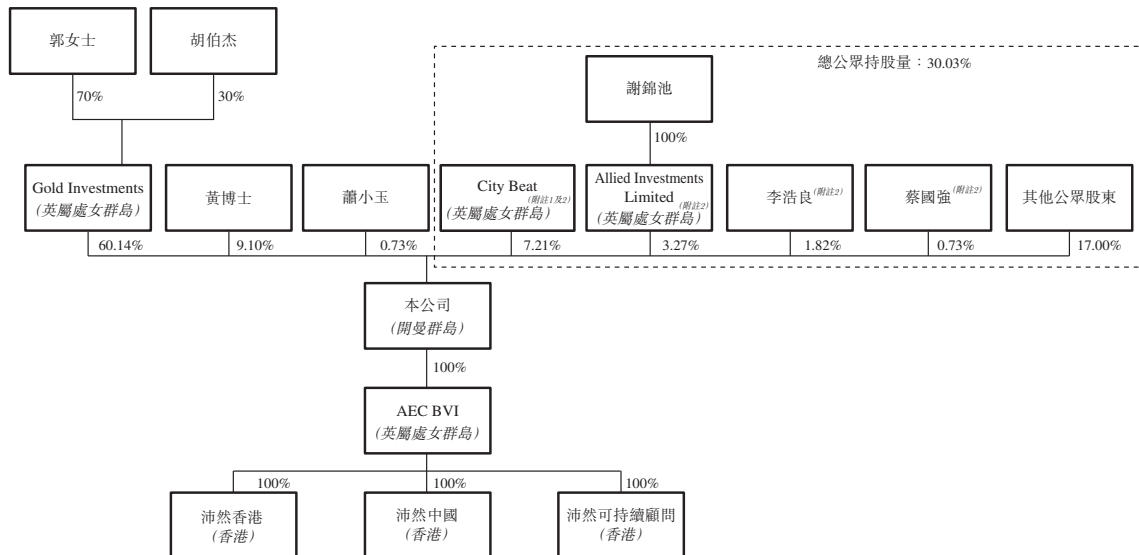 郭女士
胡伯杰
總公眾持股量：30.03%
謝錦池
70%
30%
100%
Gold Investments
(英屬處女群島)
黃博士
蕭小玉
City Beat
(附註1及2)
(英屬處女群島)
Allied Investments
Limited
(附註2)
(英屬處女群島)
李浩良(附註2)
蔡國強(附註2)
其他公眾股東
60.14%
9.10%
0.73%
7.21%
3.27%
1.82%
0.73%
17.00%
本公司
(開曼群島)
100%
AEC BVI
(英屬處女群島)
100%
100%
100%
沛然香港
(香港)
沛然中國
(香港)
沛然可持續顧問
(香港)